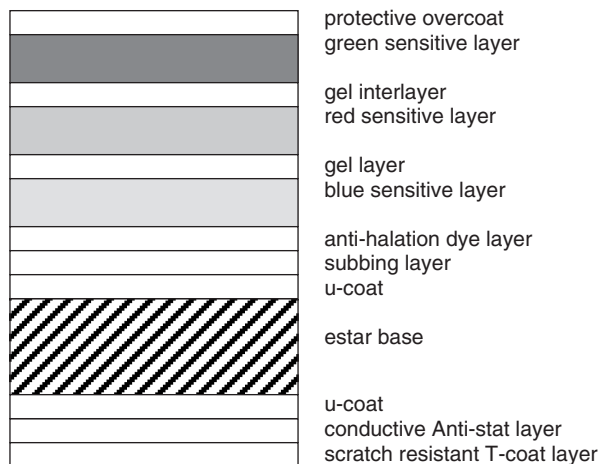 protective overcoat
green sensitive layer
gel interlayer
red sensitive layer
gel layer
blue sensitive layer
anti-halation dye layer
subbing layer
u-coat
estar base
u-coat
conductive Anti-stat layer
scratch resistant T-coat layer